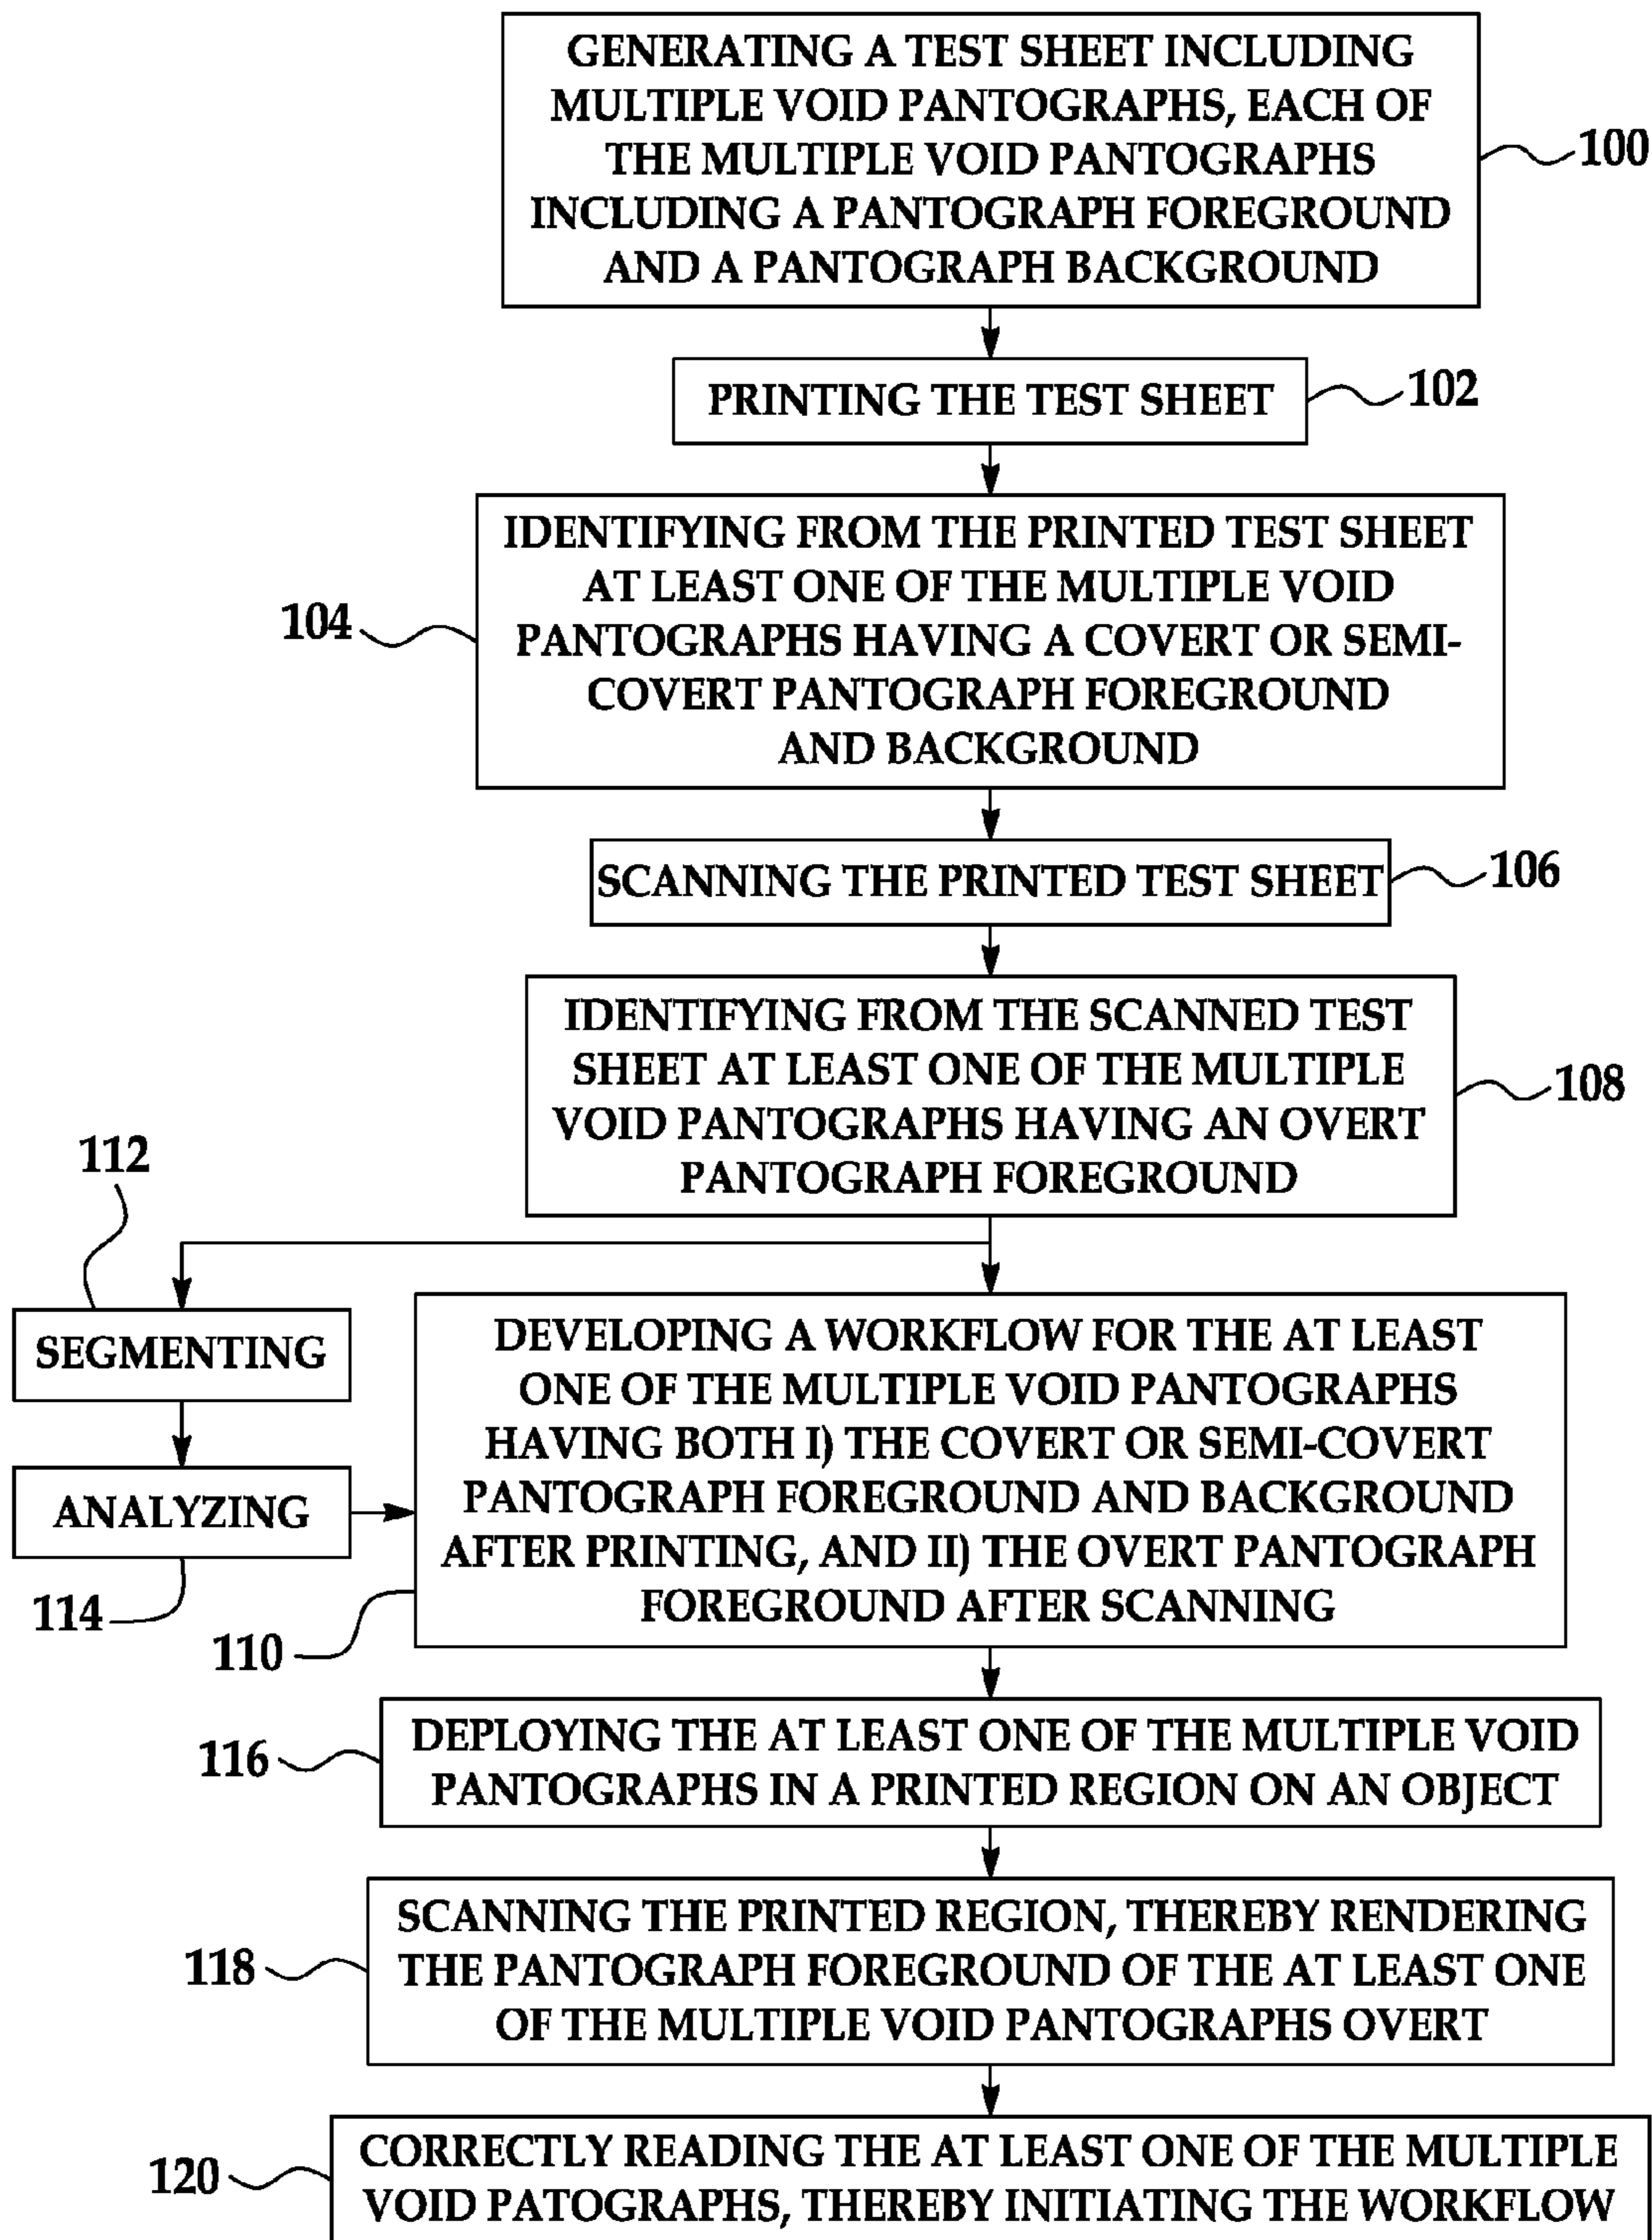 GENERATING A TEST SHEET INCLUDING
MULTIPLE VOID PANTOGRAPHS, EACH OF
THE MULTIPLE VOID PANTOGRAPHS
INCLUDING A PANTOGRAPH FOREGROUND
AND A PANTOGRAPH BACKGROUND
100
PRINTING THE TEST SHEET
102
IDENTIFYING FROM THE PRINTED TEST SHEET
AT LEAST ONE OF THE MULTIPLE VOID
PANTOGRAPHS HAVING A COVERT OR SEMI-
COVERT PANTOGRAPH FOREGROUND
AND BACKGROUND
104
SCANNING THE PRINTED TEST SHEET
106
IDENTIFYING FROM THE SCANNED TEST
SHEET AT LEAST ONE OF THE MULTIPLE
VOID PANTOGRAPHS HAVING AN OVERT
PANTOGRAPH FOREGROUND
108
112
SEGMENTING
ANALYZING
114
DEVELOPING A WORKFLOW FOR THE AT LEAST
ONE OF THE MULTIPLE VOID PANTOGRAPHS
HAVING BOTH I) THE COVERT OR SEMI-COVERT
PANTOGRAPH FOREGROUND AND BACKGROUND
AFTER PRINTING, AND II) THE OVERT PANTOGRAPH
FOREGROUND AFTER SCANNING
110
DEPLOYING THE AT LEAST ONE OF THE MULTIPLE VOID
PANTOGRAPHS IN A PRINTED REGION ON AN OBJECT
116
SCANNING THE PRINTED REGION, THEREBY RENDERING
THE PANTOGRAPH FOREGROUND OF THE AT LEAST ONE
OF THE MULTIPLE VOID PANTOGRAPHS OVERT
118
CORRECTLY READING THE AT LEAST ONE OF THE MULTIPLE
VOID PATOGRAPHS, THEREBY INITIATING THE WORKFLOW
120